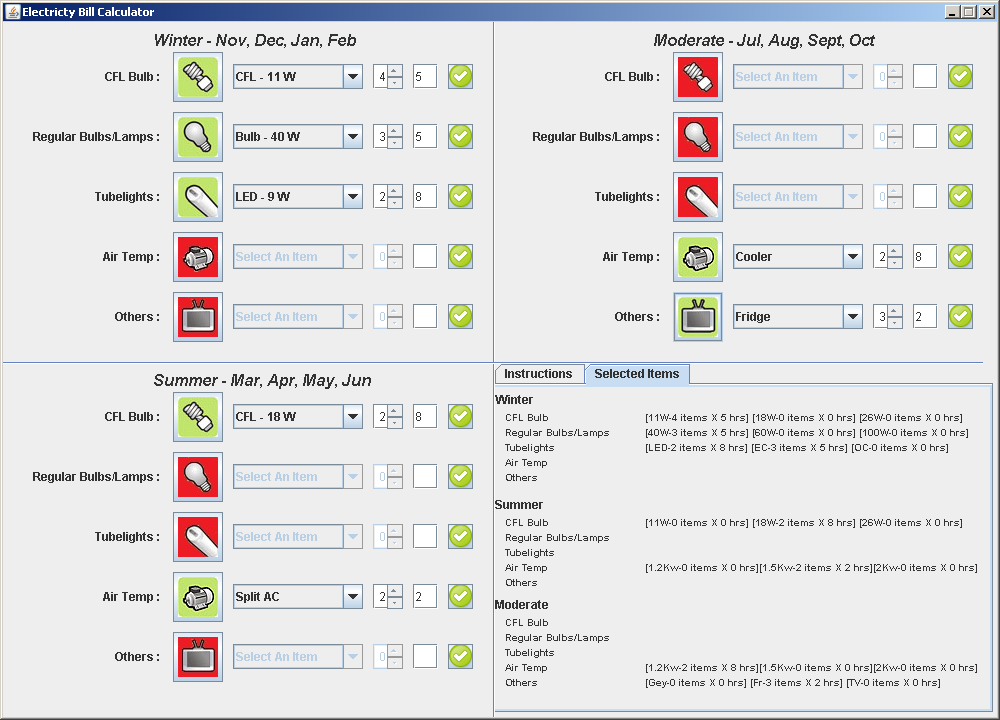 Electricty Bill Calculator
Winter - Nov, Dec, Jan, Feb
CFL Bulb : CFL - 11 W 4 5
Regular Bulbs/Lamps : Bulb - 40 W 3 5
Tubelights : LED - 9 W 2 8
Air Temp : Select An Item 0
Others : Select An Item 0
Moderate - Jul, Aug, Sept, Oct
CFL Bulb : Select An Item 0
Regular Bulbs/Lamps : Select An Item 0
Tubelights : Select An Item 0
Air Temp : Cooler 2 8
Others : Fridge 3 2
Summer - Mar, Apr, May, Jun
CFL Bulb : CFL - 18 W 2 8
Regular Bulbs/Lamps : Select An Item 0
Tubelights : Select An Item 0
Air Temp : Split AC 2 2
Others : Select An Item 0
Instructions Selected Items
Winter
CFL Bulb [11W-4 items X 5 hrs] [18W-0 items X 0 hrs] [26W-0 items X 0 hrs]
Regular Bulbs/Lamps [40W-3 items X 5 hrs] [60W-0 items X 0 hrs] [100W-0 items X 0 hrs]
Tubelights [LED-2 items X 8 hrs] [EC-3 items X 5 hrs] [OC-0 items X 0 hrs]
Air Temp
Others
Summer
CFL Bulb [11W-0 items X 0 hrs] [18W-2 items X 8 hrs] [26W-0 items X 0 hrs]
Regular Bulbs/Lamps
Tubelights
Air Temp [1.2Kw-0 items X 0 hrs][1.5Kw-2 items X 2 hrs][2Kw-0 items X 0 hrs]
Others
Moderate
CFL Bulb
Regular Bulbs/Lamps
Tubelights
Air Temp [1.2Kw-2 items X 8 hrs][1.5Kw-0 items X 0 hrs][2Kw-0 items X 0 hrs]
Others [Gey-0 items X 0 hrs] [Fr-3 items X 2 hrs] [TV-0 items X 0 hrs]